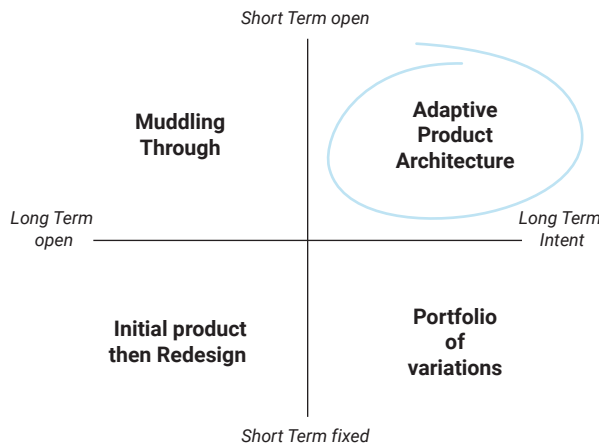 Short Term open
Muddling
Through
Adaptive
Product
Architecture
Long Term
open
Long Term
Intent
Initial product
then Redesign
Portfolio
of
variations
Short Term fixed